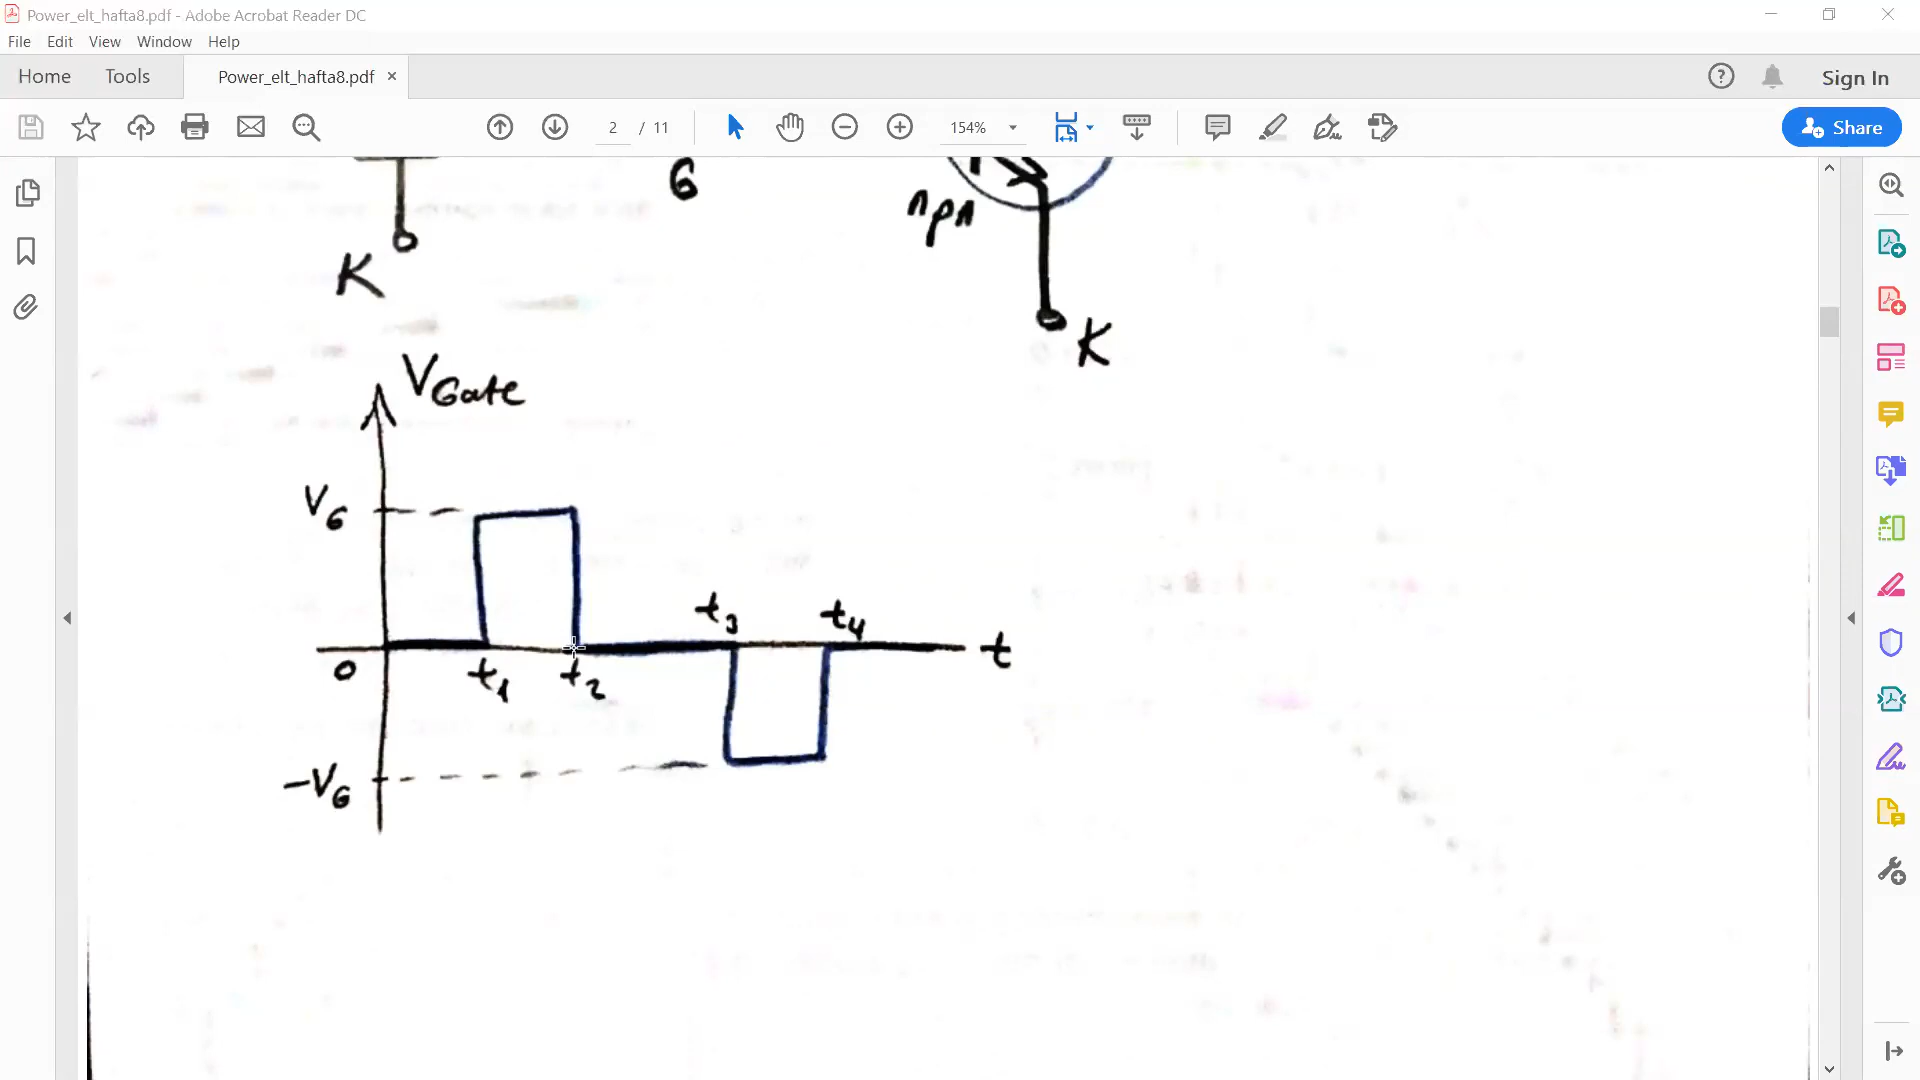 Power_elt_hafta8.pdf - Adobe Acrobat Reader DC
File Edit View Window Help
Home Tools Power_elt_hafta8.pdf × Sign In
2 / 11 154% Share
G
npn
K
K
VGate
VG
t3 t4
t
0 t1 t2
-VG